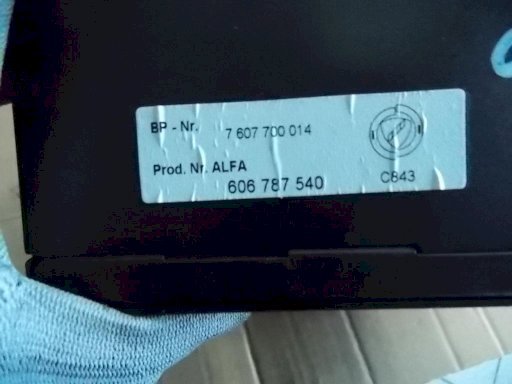 BP - Nr. 7 607 700 014
Prod. Nr. ALFA
606 787 540
C843